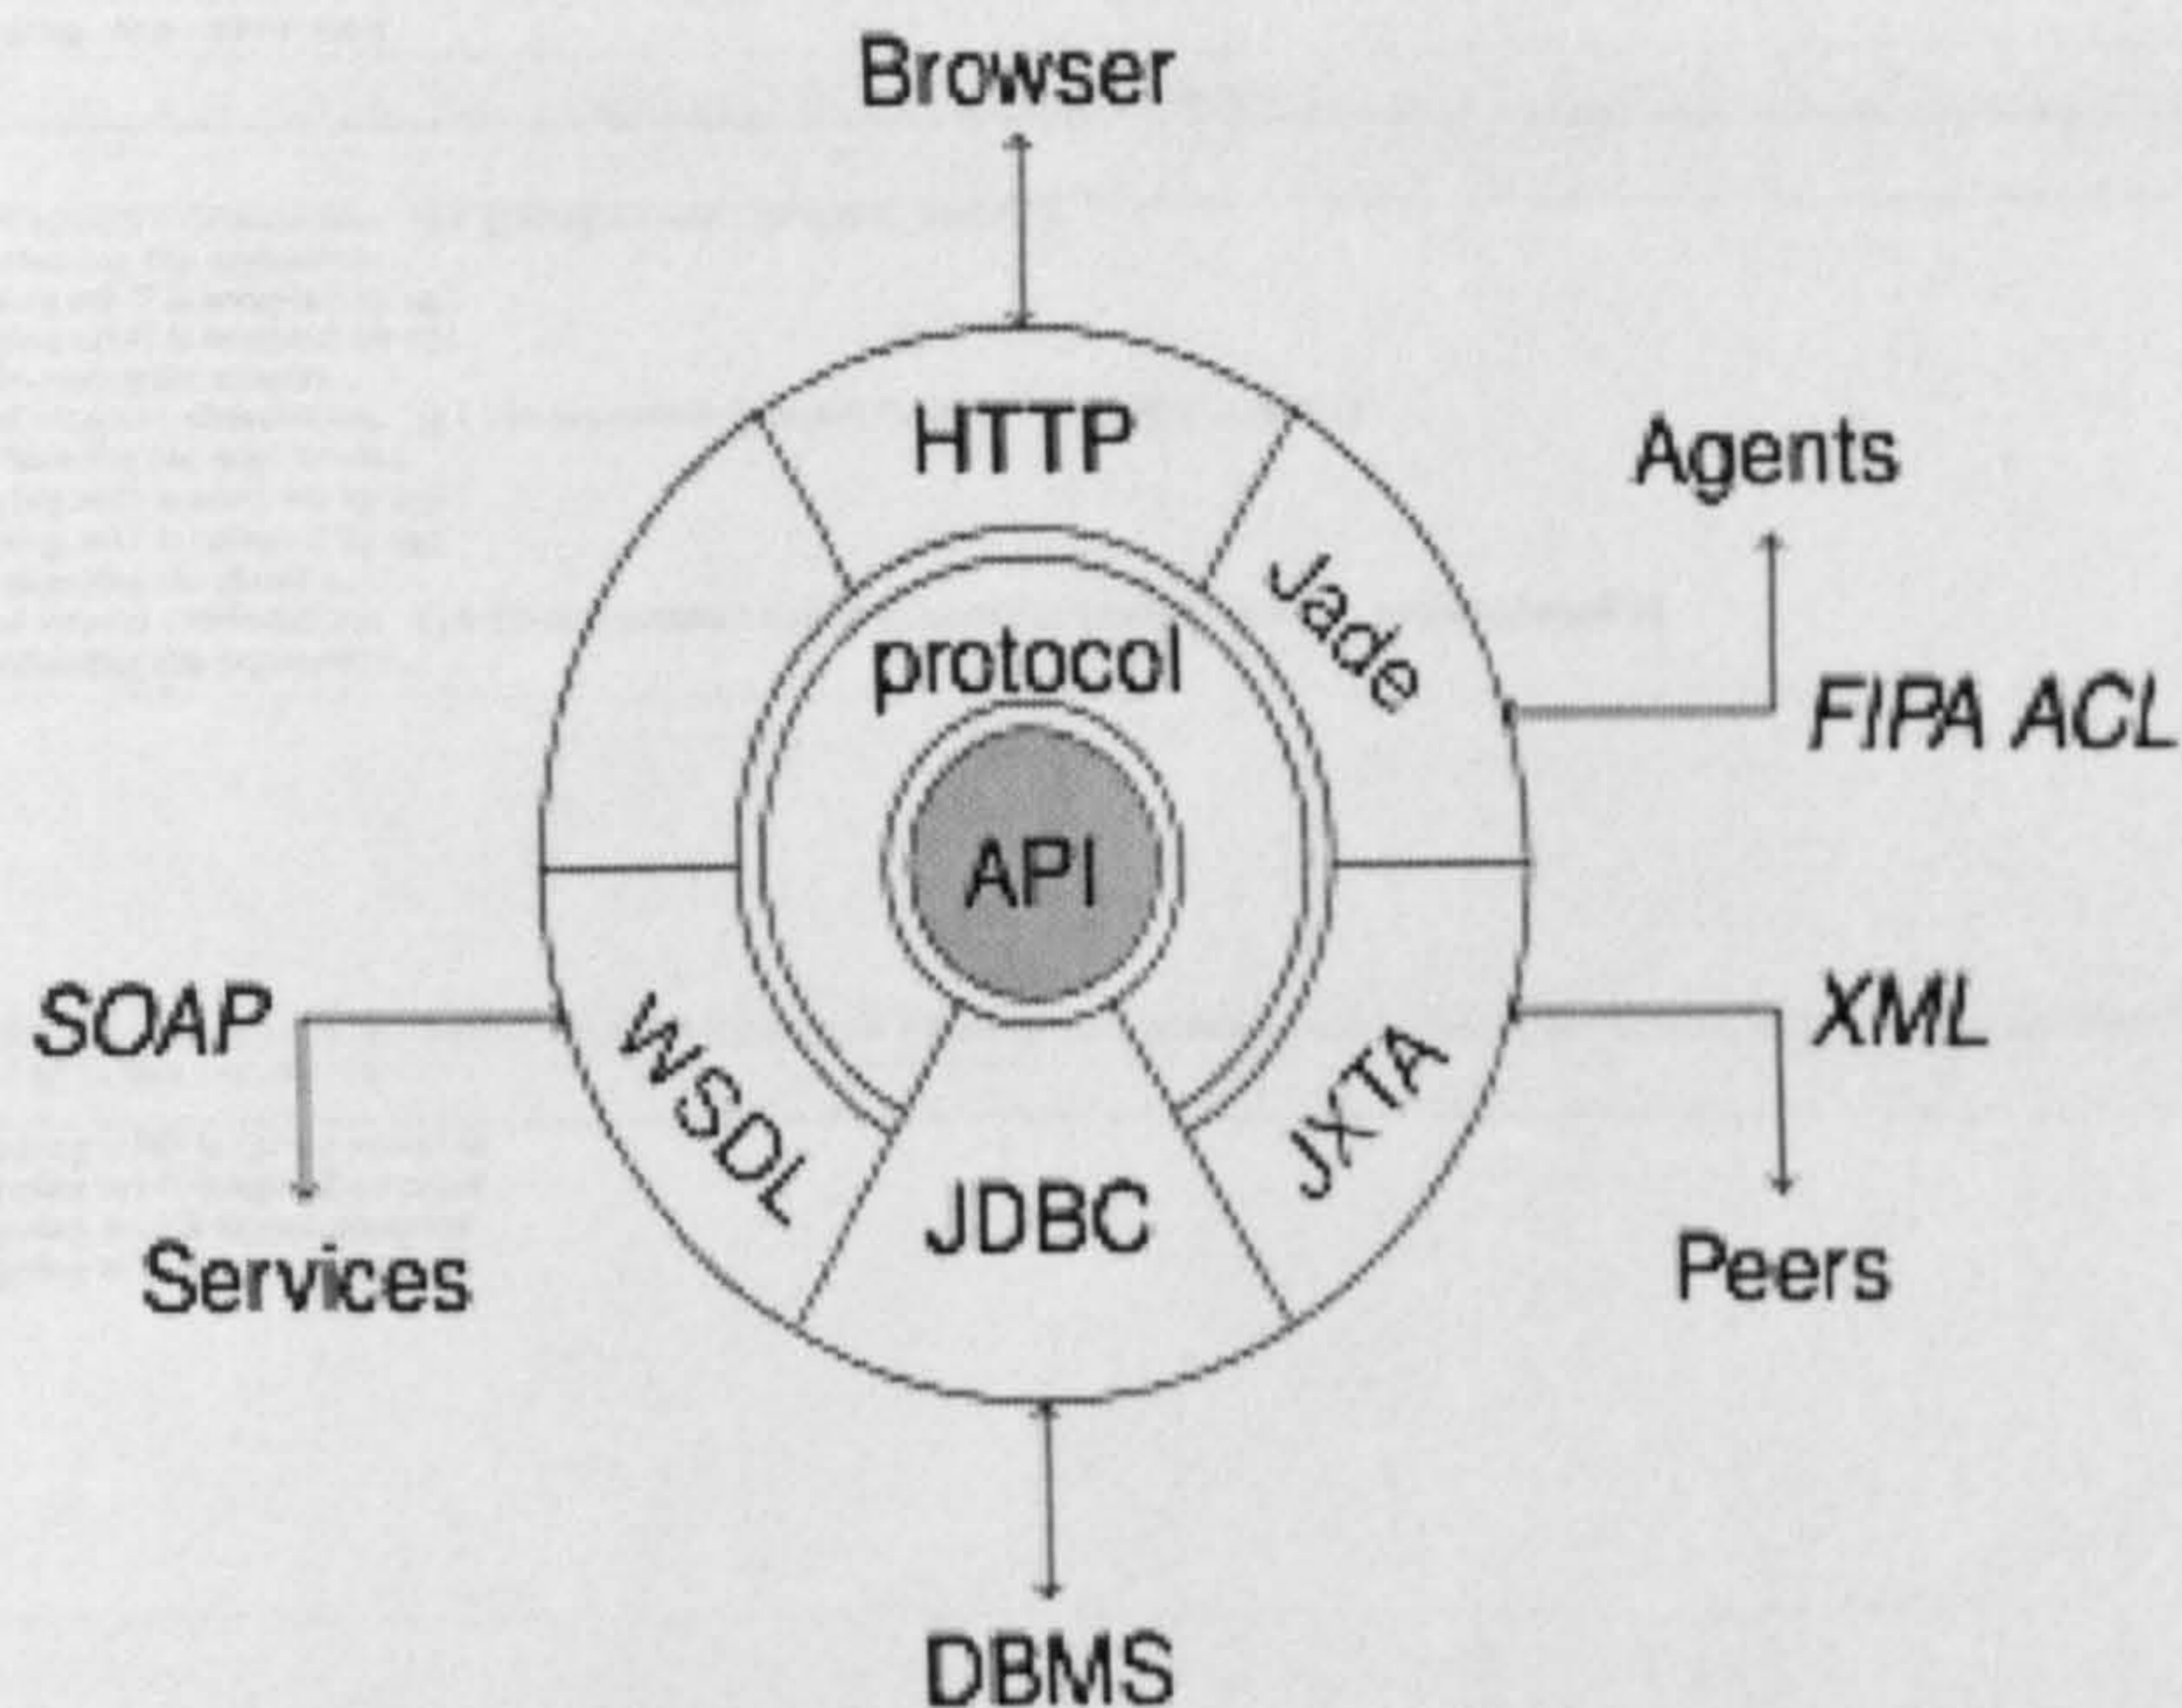 Browser
HTTP
Agents
Jade
protocol
FIPA ACL
API
SOAP
XML
WSDL
JXTA
JDBC
Services
Peers
DBMS